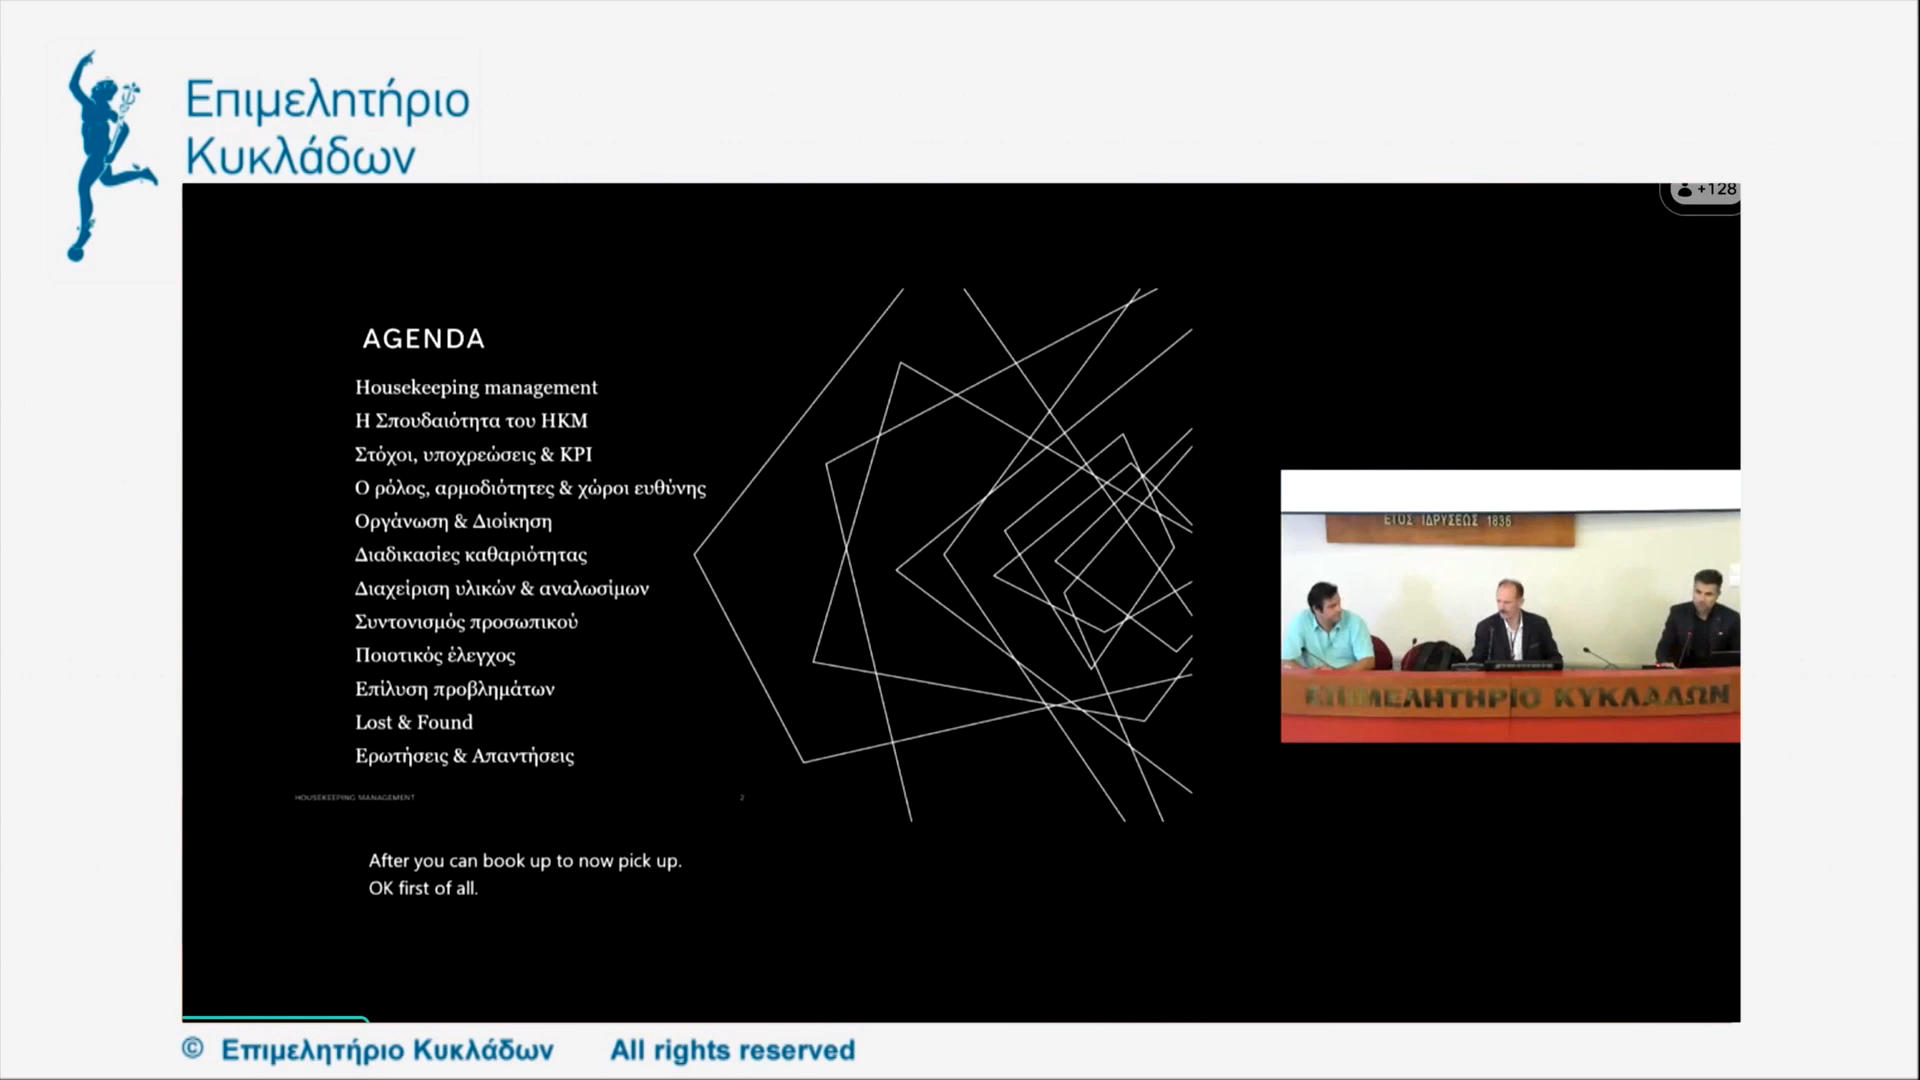 Επιμελητήριο
Κυκλάδων
+128
AGENDA
Housekeeping management
Η Σπουδαιότητα του HKM
Στόχοι, υποχρεώσεις & KPI
Ο ρόλος, αρμοδιότητες & χώροι ευθύνης
Οργάνωση & Διοίκηση
Διαδικασίες καθαριότητας
Διαχείριση υλικών & αναλωσίμων
Συντονισμός προσωπικού
Ποιοτικός έλεγχος
Επίλυση προβλημάτων
Lost & Found
Ερωτήσεις & Απαντήσεις
HOUSEKEEPING MANAGEMENT 2
After you can book up to now pick up.
OK first of all.
ΕΤΟΣ ΙΔΡΥΣΕΩΣ 1836
ΕΠΙΜΕΛΗΤΗΡΙΟ ΚΥΚΛΑΔΩΝ
© Επιμελητήριο Κυκλάδων All rights reserved